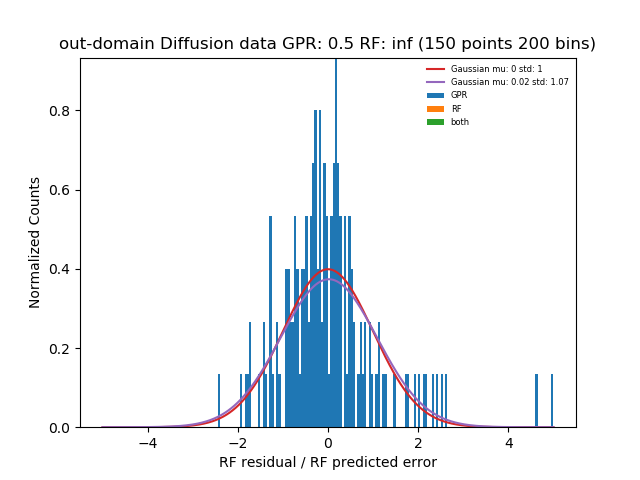 out-domain Diffusion data GPR: 0.5 RF: inf (150 points 200 bins)
Gaussian mu: 0 std: 1
Gaussian mu: 0.02 std: 1.07
GPR
RF
both
Normalized Counts
0.8
0.6
0.4
0.2
0.0
−4
−2
0
2
4
RF residual / RF predicted error